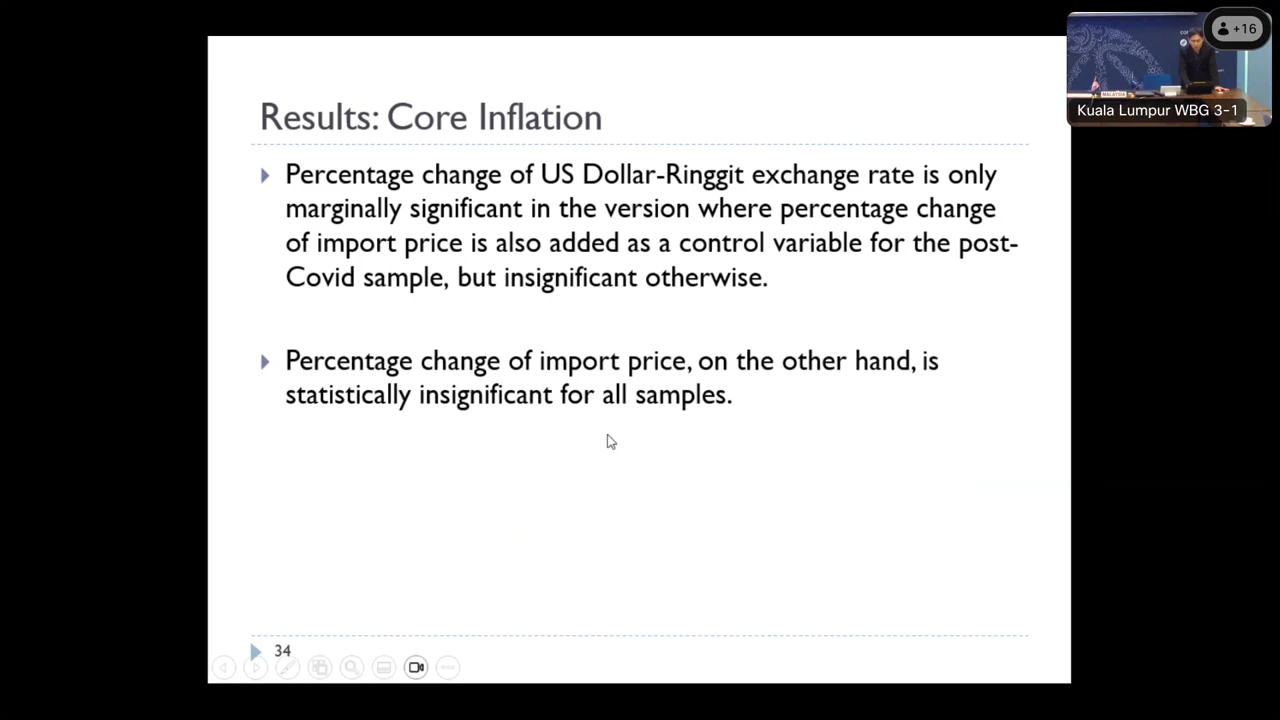 +16
MALAYSIA
Kuala Lumpur WBG 3-1
Results: Core Inflation
Percentage change of US Dollar-Ringgit exchange rate is only
marginally significant in the version where percentage change
of import price is also added as a control variable for the post-
Covid sample, but insignificant otherwise.
Percentage change of import price, on the other hand, is
statistically insignificant for all samples.
34